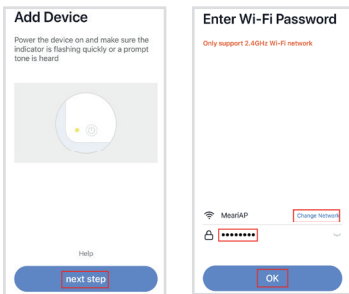 Add Device
Power the device on and make sure the
indicator is flashing quickly or a prompt
tone is heard
Help
next step
Enter Wi-Fi Password
Only support 2.4GHz Wi-Fi network
MeariAP
Change Network
••••••••
OK